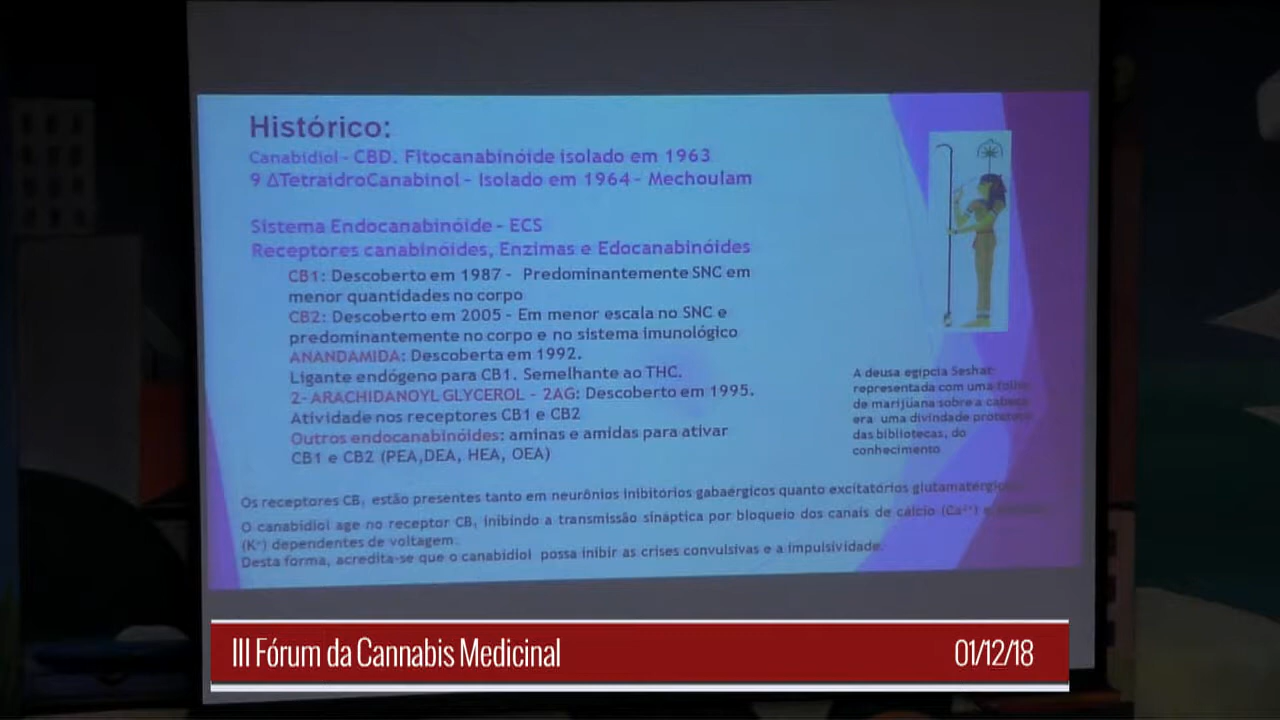 Histórico:
Canabidiol - CBD. Fitocanabinóide isolado em 1963
9 ΔTetraidroCanabinol - Isolado em 1964 - Mechoulam
Sistema Endocanabinóide - ECS
Receptores canabinóides, Enzimas e Edocanabinóides
CB1: Descoberto em 1987 - Predominantemente SNC em
menor quantidades no corpo
CB2: Descoberto em 2005 - Em menor escala no SNC e
predominantemente no corpo e no sistema imunológico
ANANDAMIDA: Descoberta em 1992.
Ligante endógeno para CB1. Semelhante ao THC.
2- ARACHIDANOYL GLYCEROL - 2AG: Descoberto em 1995.
Atividade nos receptores CB1 e CB2
Outros endocanabinóides: aminas e amidas para ativar
CB1 e CB2 (PEA,DEA, HEA, OEA)
A deusa egípcia Seshat:
representada com uma folha
de marijuana sobre a cabeça
era uma divindade protetora
das bibliotecas, do
conhecimento
Os receptores CB₁ estão presentes tanto em neurônios inibitórios gabaérgicos quanto excitatórios
O canabidiol age no receptor CB₁ inibindo a transmissão sináptica por bloqueio dos canais de cálcio (Ca²⁺) e
(K⁺) dependentes de voltagem.
Desta forma, acredita-se que o canabidiol possa inibir as crises convulsivas e a impulsividade.
III Fórum da Cannabis Medicinal
01/12/18